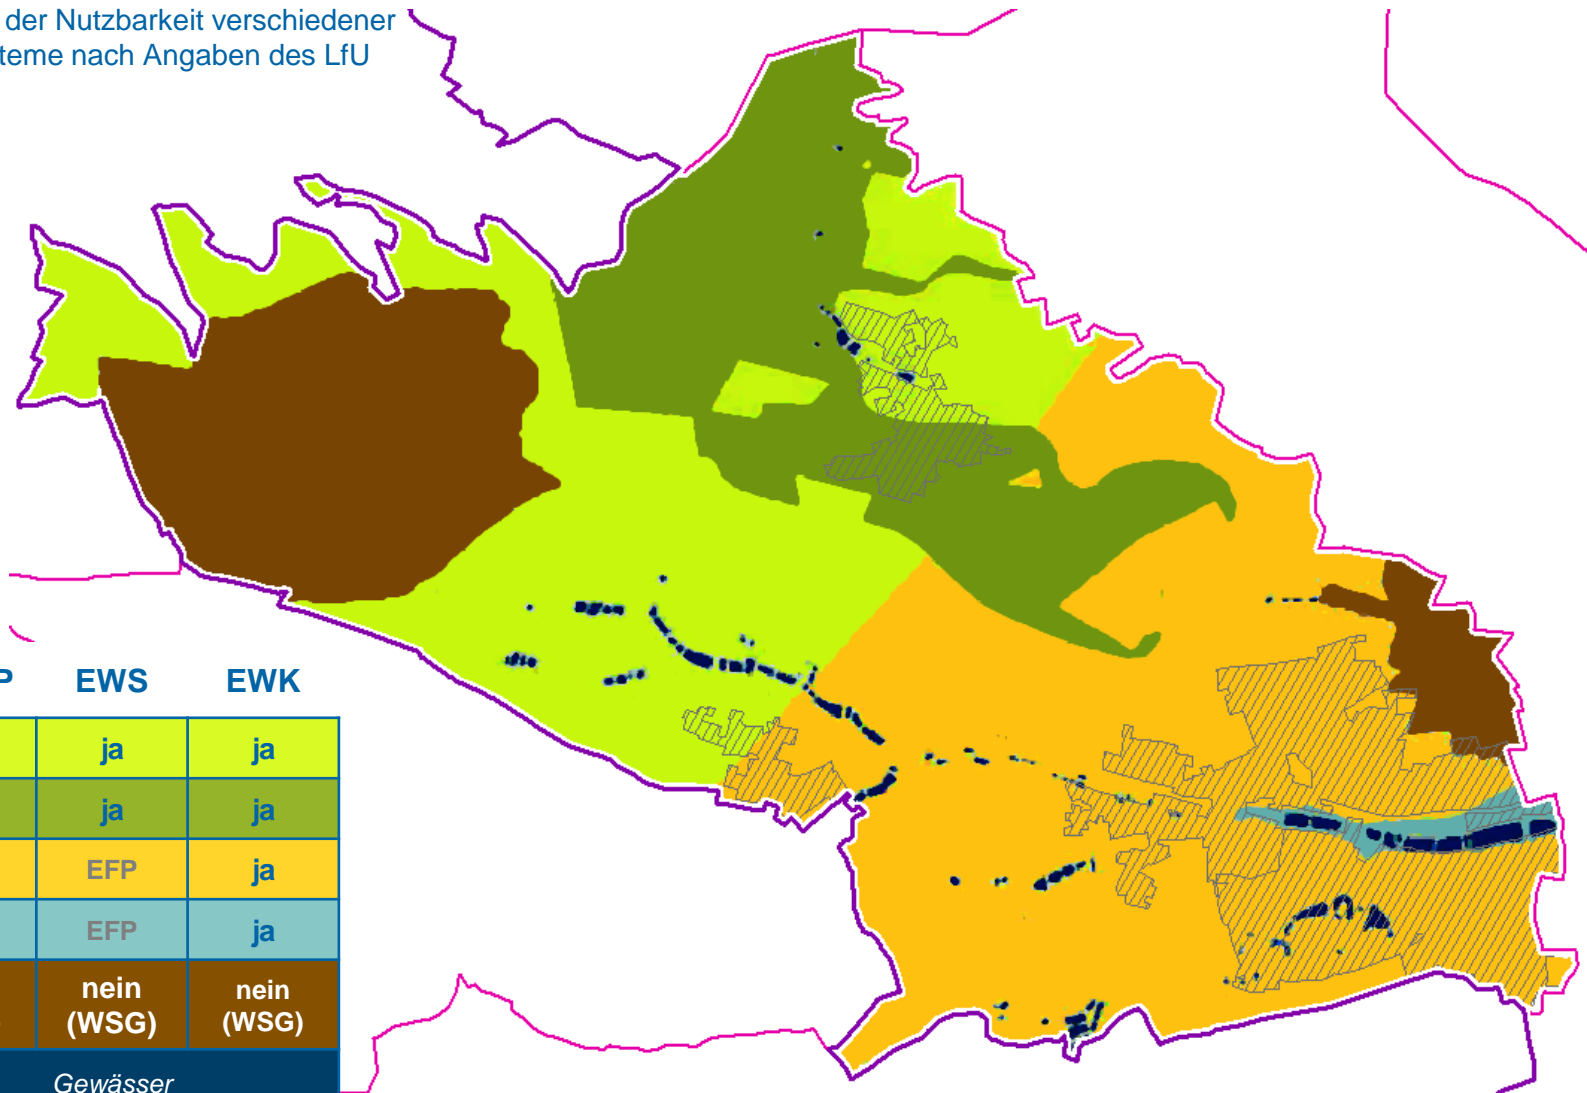 der Nutzbarkeit verschiedener
teme nach Angaben des LfU
P EWS EWK
ja ja
ja ja
EFP ja
EFP ja
nein nein
(WSG) (WSG)
Gewässer